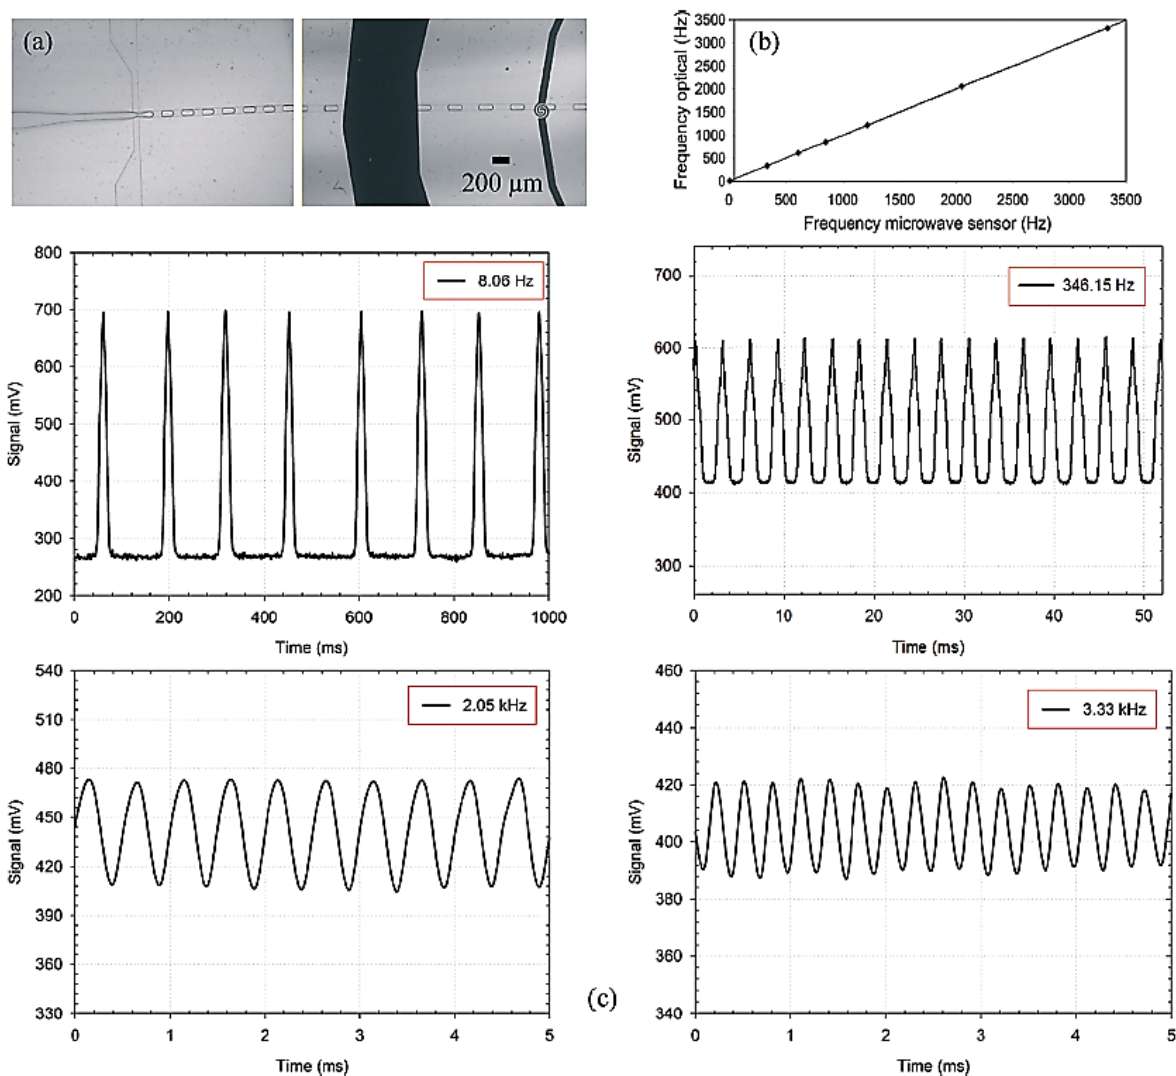 (a)
200 µm
(b)
Frequency optical (Hz)
3500
3000
2500
2000
1500
1000
500
0
0 500 1000 1500 2000 2500 3000 3500
Frequency microwave sensor (Hz)
Signal (mV)
800
700
600
500
400
300
200
8.06 Hz
0 200 400 600 800 1000
Time (ms)
Signal (mV)
700
600
500
400
300
346.15 Hz
0 10 20 30 40 50
Time (ms)
Signal (mV)
540
510
480
450
420
390
360
330
2.05 kHz
0 1 2 3 4 5
Time (ms)
Signal (mV)
460
440
420
400
380
360
340
3.33 kHz
0 1 2 3 4 5
Time (ms)
(c)